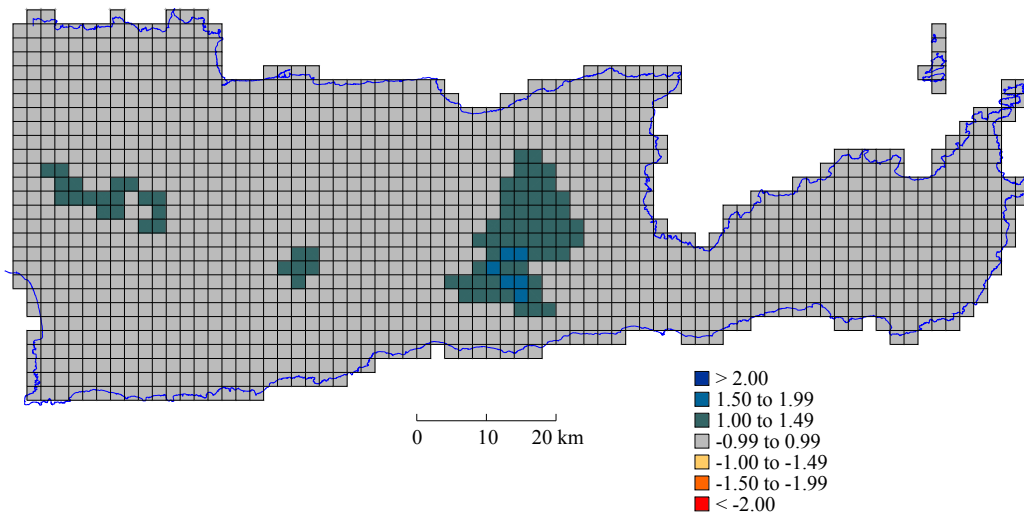 > 2.00
1.50 to 1.99
1.00 to 1.49
-0.99 to 0.99
-1.00 to -1.49
-1.50 to -1.99
< -2.00
0 10 20 km